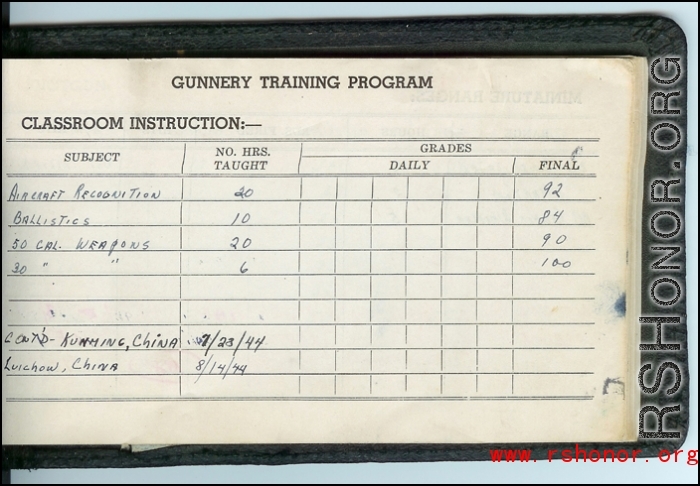 GUNNERY TRAINING PROGRAM
CLASSROOM INSTRUCTION:—
SUBJECT NO. HRS. TAUGHT GRADES DAILY FINAL
AIRCRAFT RECOGNITION 20 92
BALLISTICS 10 84
50 CAL. WEAPONS 20 90
30 " " 6 100
CONT'D - KUNMING, CHINA 7/23/44
LUICHOW, CHINA 8/14/44
RSHONOR.ORG
www.rshonor.org